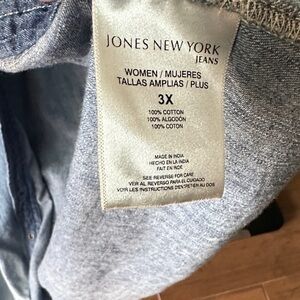 JONES NEW YORK
JEANS
WOMEN / MUJERES
TALLAS AMPLIAS / PLUS
3X
100% COTTON
100% ALGODÓN
100% COTON
MADE IN INDIA
HECHO EN LA INDIA
FAIT EN INDE
SEE REVERSE FOR CARE
VER AL REVERSO PARA EL CUIDADO
VOIR LES INSTRUCTIONS D'ENTRETIEN AU DOS